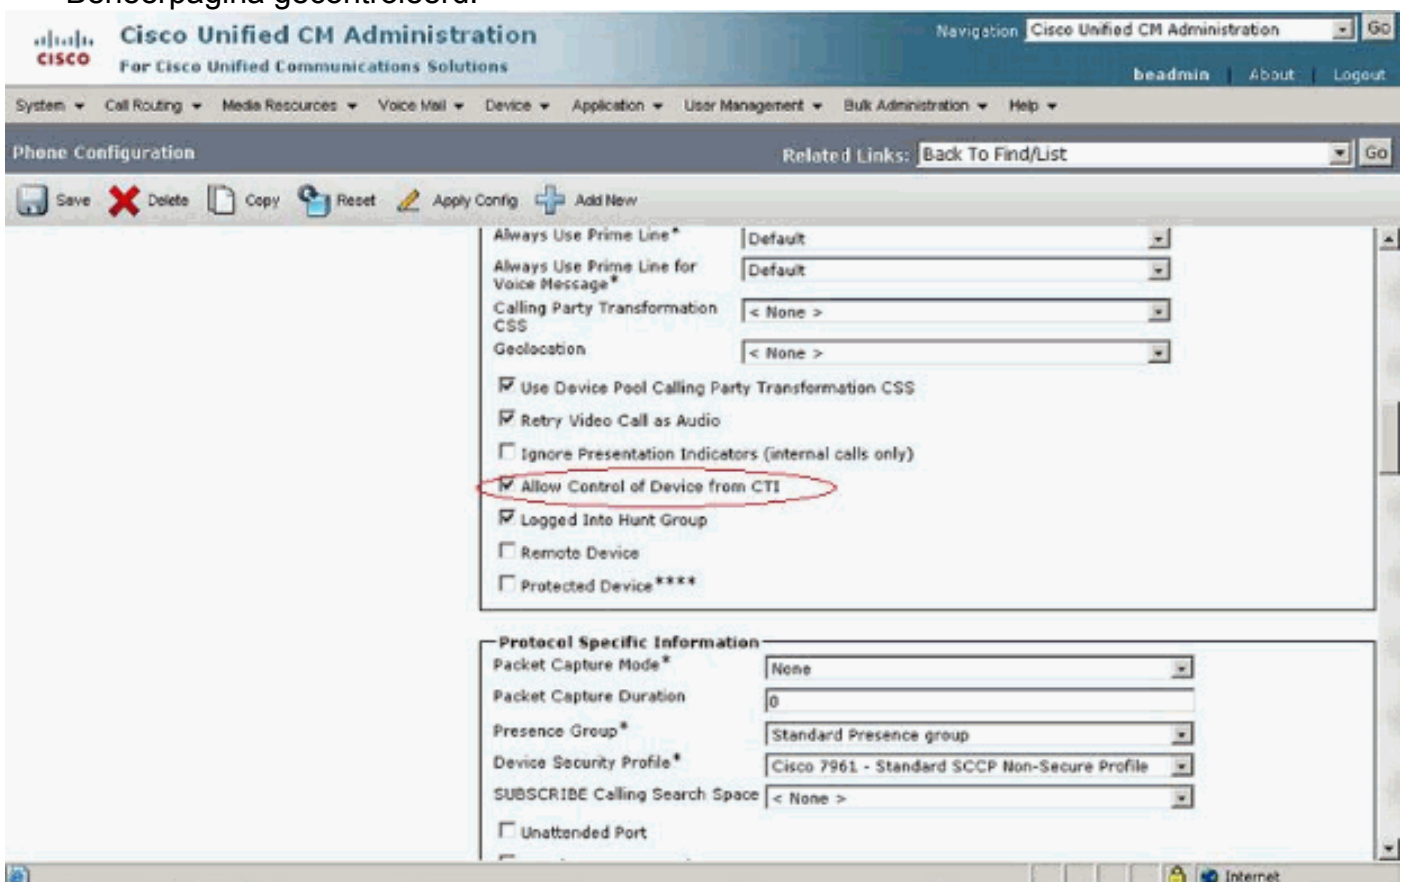 Beheerpagina gecontroleerd.
Cisco Unified CM Administration
Navigation Cisco Unified CM Administration Go
CISCO
For Cisco Unified Communications Solutions
beadmin About Logout
System Call Routing Media Resources Voice Mail Device Application User Management Bulk Administration Help
Phone Configuration
Related Links: Back To Find/List Go
Save Delete Copy Reset Apply Config Add New
Always Use Prime Line* Default
Always Use Prime Line for Voice Message* Default
Calling Party Transformation CSS < None >
Geolocation < None >
Use Device Pool Calling Party Transformation CSS
Retry Video Call as Audio
Ignore Presentation Indicators (internal calls only)
Allow Control of Device from CTI
Logged Into Hunt Group
Remote Device
Protected Device****
Protocol Specific Information
Packet Capture Mode* None
Packet Capture Duration 0
Presence Group* Standard Presence group
Device Security Profile* Cisco 7961 - Standard SCCP Non-Secure Profile
SUBSCRIBE Calling Search Space < None >
Unattended Port
Internet